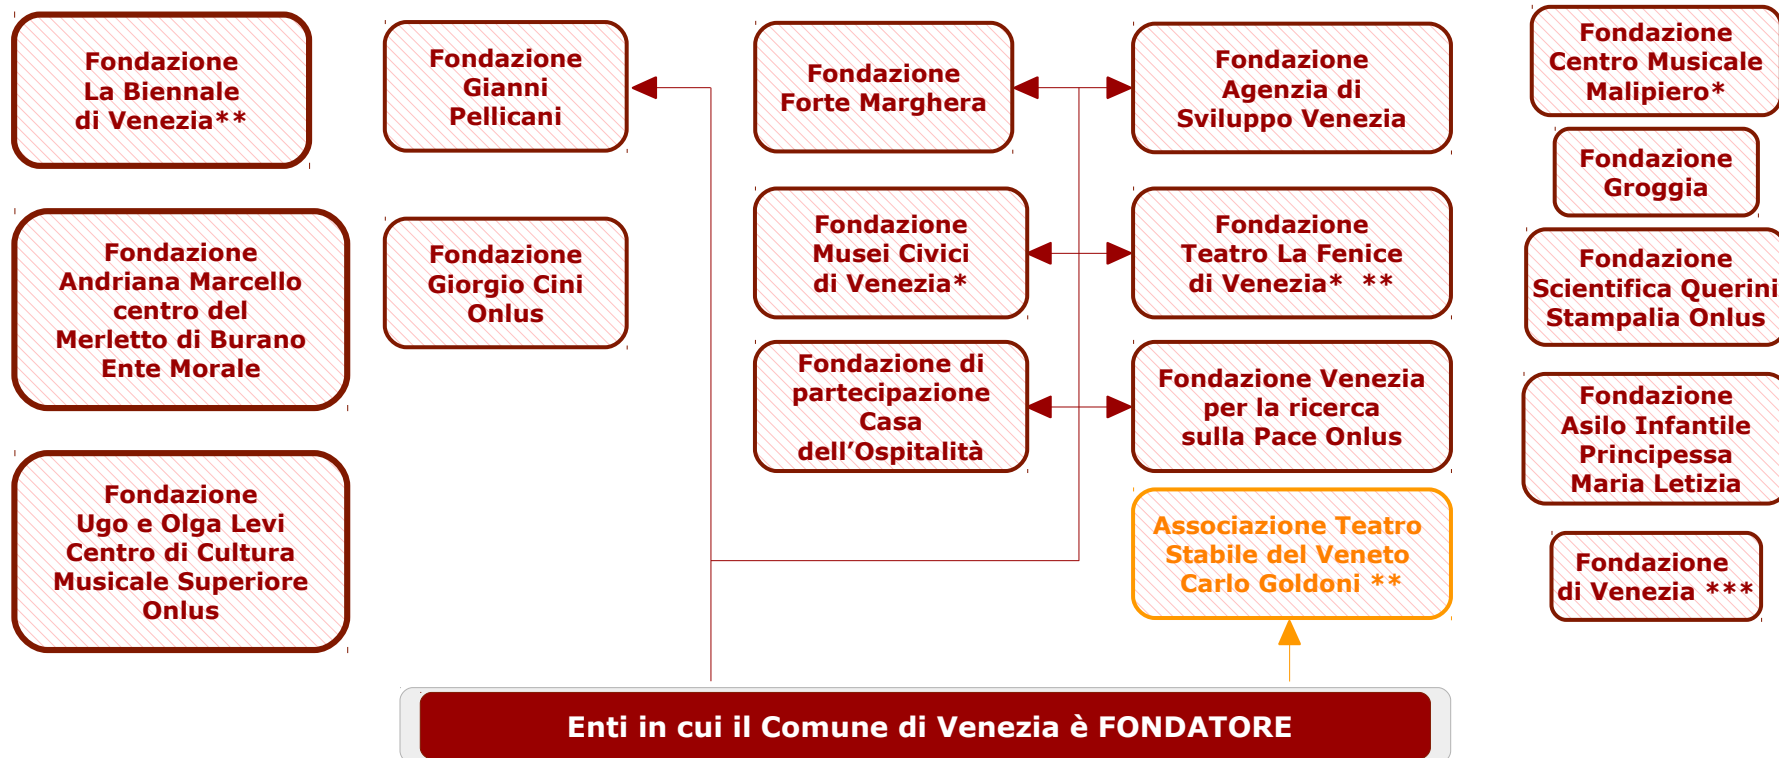 Fondazione
La Biennale
di Venezia**
Fondazione
Gianni
Pellicani
Fondazione
Forte Marghera
Fondazione
Agenzia di
Sviluppo Venezia
Fondazione
Centro Musicale
Malipiero*
Fondazione
Groggia
Fondazione
Andriana Marcello
centro del
Merletto di Burano
Ente Morale
Fondazione
Giorgio Cini
Onlus
Fondazione
Musei Civici
di Venezia*
Fondazione
Teatro La Fenice
di Venezia* **
Fondazione
Scientifica Querini
Stampalia Onlus
Fondazione di
partecipazione
Casa
dell’Ospitalità
Fondazione Venezia
per la ricerca
sulla Pace Onlus
Fondazione
Asilo Infantile
Principessa
Maria Letizia
Fondazione
Ugo e Olga Levi
Centro di Cultura
Musicale Superiore
Onlus
Associazione Teatro
Stabile del Veneto
Carlo Goldoni **
Fondazione
di Venezia ***
Enti in cui il Comune di Venezia è FONDATORE